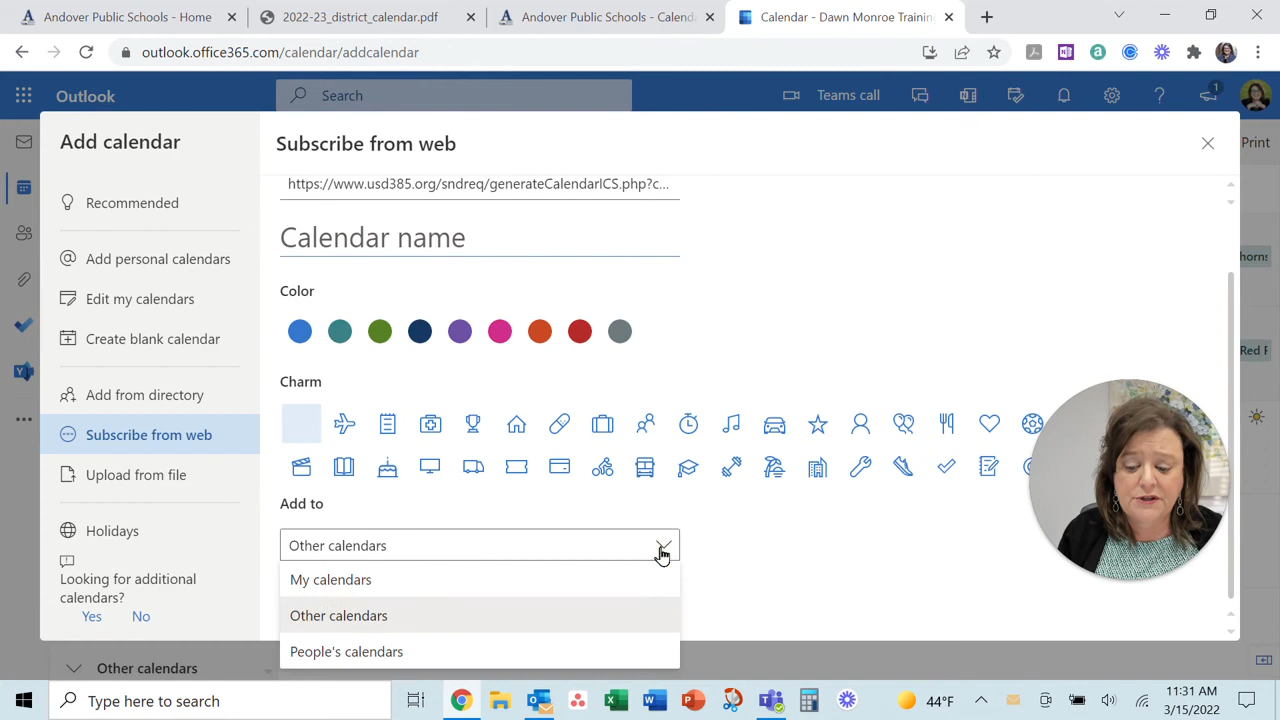 Andover Public Schools - Home
2022-23_district_calendar.pdf
Andover Public Schools - Calend
Calendar - Dawn Monroe Training
outlook.office365.com/calendar/addcalendar
Outlook
Search
Teams call
1
Add calendar
Subscribe from web
Print
Recommended
Add personal calendars
Edit my calendars
Create blank calendar
Add from directory
Subscribe from web
Upload from file
Holidays
Looking for additional
calendars?
Yes No
https://www.usd385.org/sndreq/generateCalendarICS.php?c...
Calendar name
Color
Charm
Add to
Other calendars
My calendars
Other calendars
People's calendars
horns
Red F
Other calendars
Type here to search
44°F
11:31 AM
3/15/2022